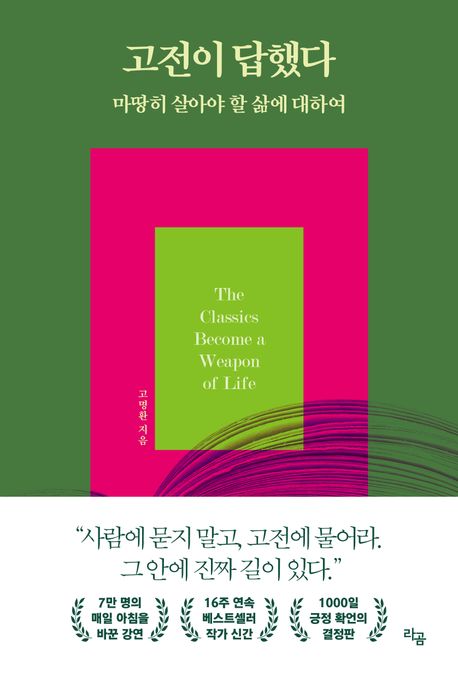 고전이 답했다
마땅히 살아야 할 삶에 대하여
The
Classics
Become a
Weapon
of Life
고명환 지음
“사람에 묻지 말고, 고전에 물어라.
그 안에 진짜 길이 있다.”
7만 명의
매일 아침을
바꾼 강연
16주 연속
베스트셀러
작가 신간
1000일
긍정 확언의
결정판
라곰